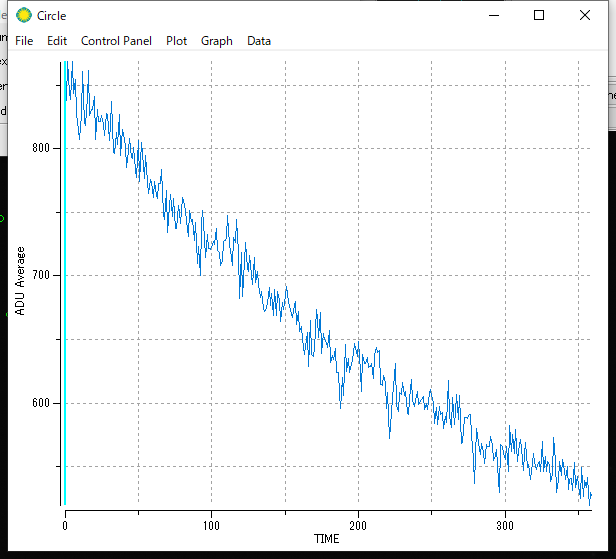 Circle
File Edit Control Panel Plot Graph Data
800
700
600
ADU Average
0 100 200 300
TIME